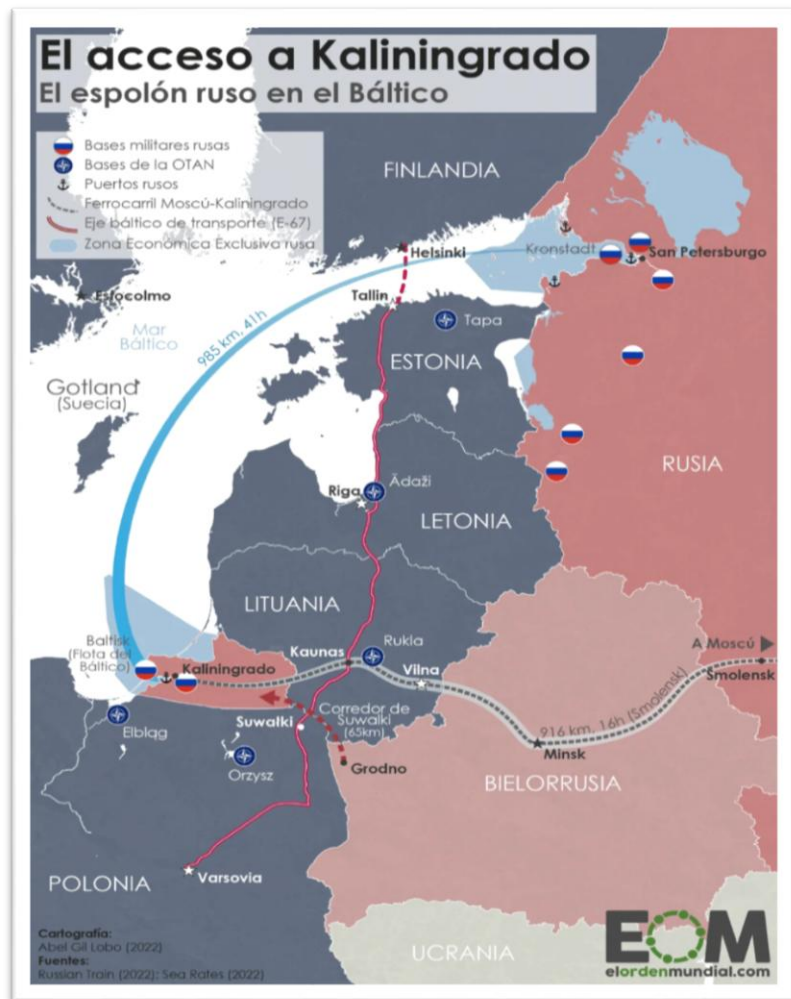 El acceso a Kaliningrado
El espolón ruso en el Báltico
Bases militares rusas
Bases de la OTAN
Puertos rusos
Ferrocarril Moscú-Kaliningrado
Eje báltico de transporte (E-67)
Zona Económica Exclusiva rusa
FINLANDIA
Kronstadt
San Petersburgo
Helsinki
Estocolmo
Tallin
Mar
Báltico
985 km, 41h
Tapa
ESTONIA
Gotland
(Suecia)
RUSIA
Riga
Ādaži
LETONIA
LITUANIA
Baltisk
(Flota del
Báltico)
Kaliningrado
Kaunas
Rukla
Vilna
A Moscú
Smolensk
Elbląg
Suwałki
Corredor de
Suwalki
(65km)
916 km, 16h (Smolensk)
Minsk
Orzysz
Grodno
BIELORRUSIA
POLONIA
Varsovia
Cartografía:
Abel Gil Lobo (2022)
Fuentes:
Russian Train (2022); Sea Rates (2022)
UCRANIA
EOM
elordenmundial.com